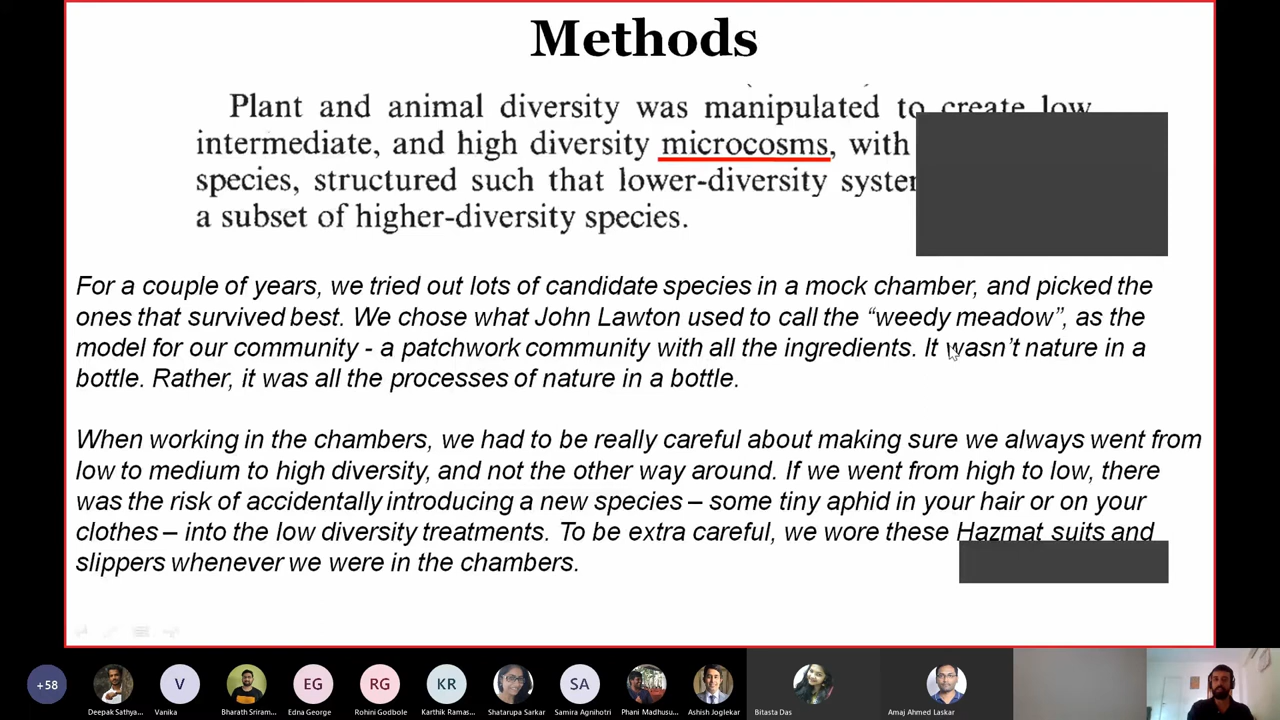 Methods
Plant and animal diversity was manipulated to create low
intermediate, and high diversity microcosms, with
species, structured such that lower-diversity
a subset of higher-diversity species.
For a couple of years, we tried out lots of candidate species in a mock chamber, and picked the
ones that survived best. We chose what John Lawton used to call the “weedy meadow”, as the
model for our community - a patchwork community with all the ingredients. It wasn’t nature in a
bottle. Rather, it was all the processes of nature in a bottle.
When working in the chambers, we had to be really careful about making sure we always went from
low to medium to high diversity, and not the other way around. If we went from high to low, there
was the risk of accidentally introducing a new species – some tiny aphid in your hair or on your
clothes – into the low diversity treatments. To be extra careful, we wore these Hazmat suits and
slippers whenever we were in the chambers.
+58 V EG RG KR SA
Deepak Sathya... Vanika Bharath Sriram... Edna George Rohini Godbole Karthik Ramas... Shatarupa Sarkar Samira Agnihotri Phani Madhusu... Ashish Joglekar Bitasta Das Amaj Ahmed Laskar